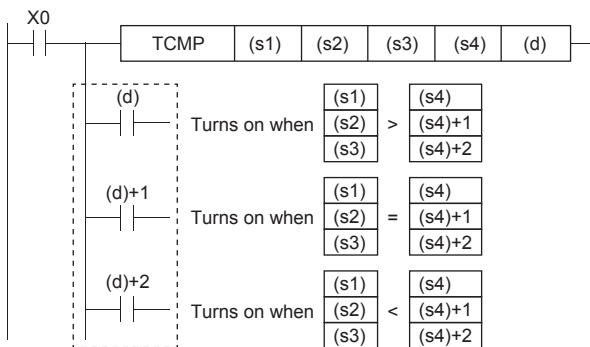 X0
TCMP (s1) (s2) (s3) (s4) (d)
(d)
Turns on when
(s1)
(s2)
(s3)
>
(s4)
(s4)+1
(s4)+2
(d)+1
Turns on when
(s1)
(s2)
(s3)
=
(s4)
(s4)+1
(s4)+2
(d)+2
Turns on when
(s1)
(s2)
(s3)
<
(s4)
(s4)+1
(s4)+2